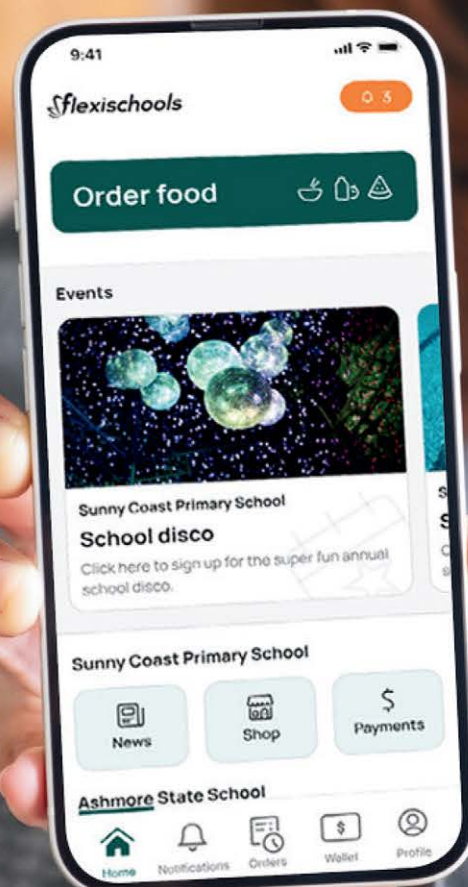 9:41
flexischools
3
Order food
Events
Sunny Coast Primary School
School disco
Click here to sign up for the super fun annual
school disco.
S
S
C
s
Sunny Coast Primary School
News
Shop
$
Payments
Ashmore State School
$
Home
Notifications
Orders
Wallet
Profile